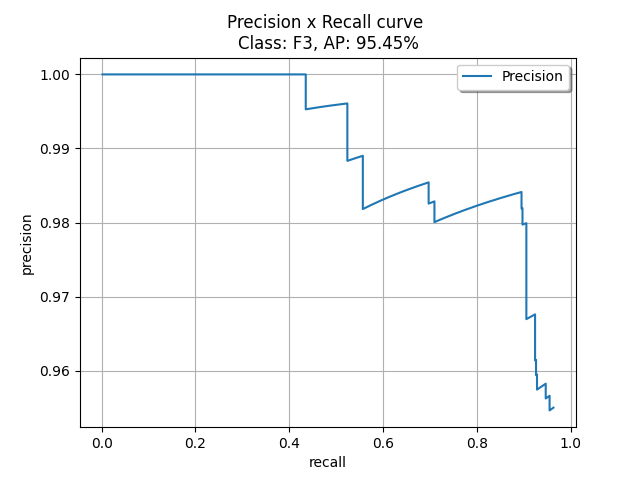 Precision x Recall curve
Class: F3, AP: 95.45%
Precision
1.00
0.99
0.98
0.97
0.96
precision
0.0 0.2 0.4 0.6 0.8 1.0
recall